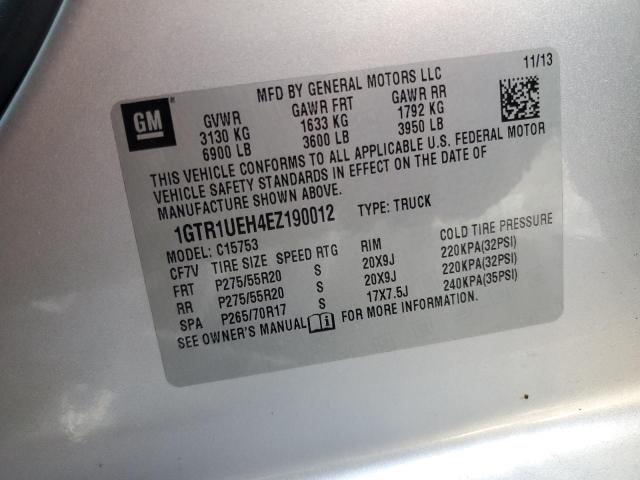 11/13
MFD BY GENERAL MOTORS LLC
GM
GVWR GAWR FRT GAWR RR
3130 KG 1633 KG 1792 KG
6900 LB 3600 LB 3950 LB
THIS VEHICLE CONFORMS TO ALL APPLICABLE U.S. FEDERAL MOTOR
VEHICLE SAFETY STANDARDS IN EFFECT ON THE DATE OF
MANUFACTURE SHOWN ABOVE.
1GTR1UEH4EZ190012 TYPE: TRUCK
MODEL: C15753
CF7V TIRE SIZE SPEED RTG RIM COLD TIRE PRESSURE
FRT P275/55R20 S 20X9J 220KPA(32PSI)
RR P275/55R20 S 20X9J 220KPA(32PSI)
SPA P265/70R17 S 17X7.5J 240KPA(35PSI)
SEE OWNER'S MANUAL FOR MORE INFORMATION.